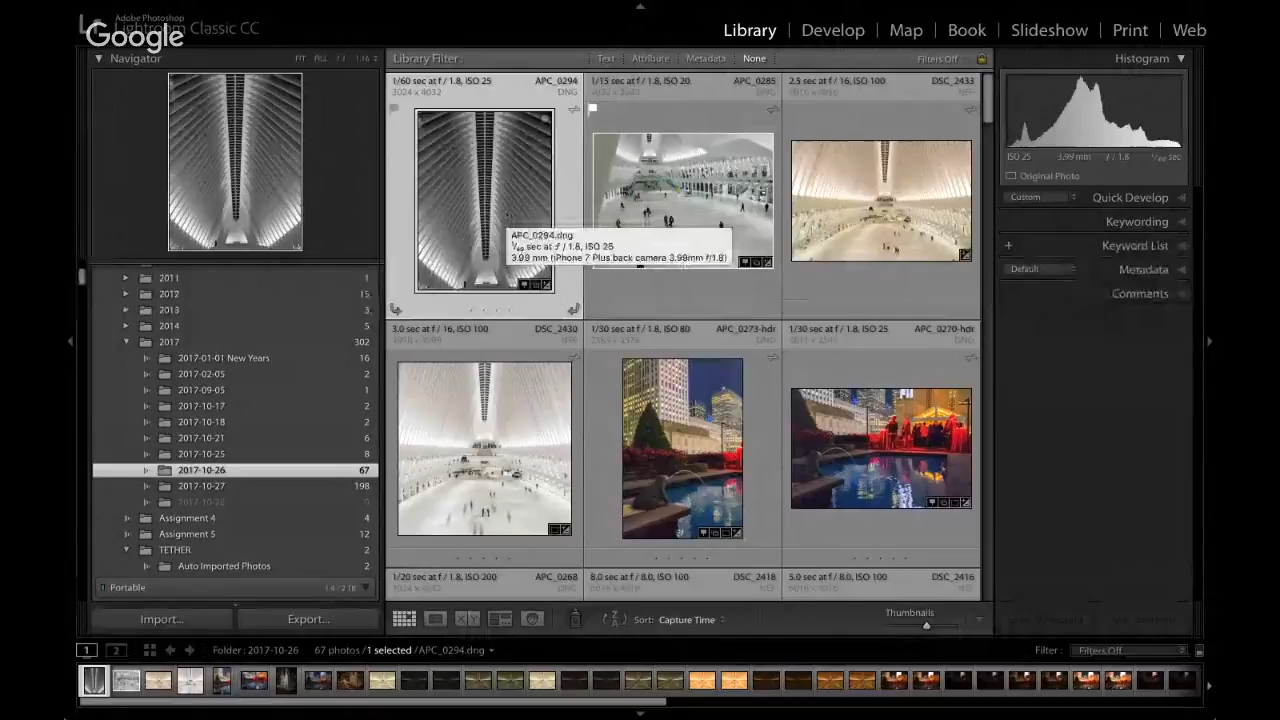 Adobe Photoshop
Lightroom Classic CC
Google
Library | Develop | Map | Book | Slideshow | Print | Web
Navigator
Library Filter:
Text
Attribute
Metadata
None
Filters Off
Histogram
1/60 sec at f / 1.8, ISO 25
APC_0294
3024 x 4032
DNG
1/15 sec at f / 1.8, ISO 20
APC_0285
2.5 sec at f / 16, ISO 100
DSC_2433
APC_0294.dng
3.99 mm (iPhone 7 Plus back camera 3.99mm f/1.8)
ISO 25
3.99 mm
f / 1.8
Original Photo
Custom
Quick Develop
Keywording
+
Keyword List
Default
Metadata
Comments
2011 1
2012 15
2013 3
2014 5
2017 302
2017-01-01 New Years 16
2017-02-05 2
2017-09-05 1
2017-10-17 2
2017-10-18 2
2017-10-21 6
2017-10-25 8
2017-10-26 67
2017-10-27 198
2017-10-28 0
Assignment 4 4
Assignment 5 12
TETHER 2
Auto Imported Photos 2
Portable
3.0 sec at f / 16, ISO 100
DSC_2430
1/30 sec at f / 1.8, ISO 80
APC_0273-hdr
DNG
1/30 sec at f / 1.8, ISO 25
APC_0270-hdr
DNG
1/20 sec at f / 1.8, ISO 200
APC_0268
8.0 sec at f / 8.0, ISO 100
DSC_2418
5.0 sec at f / 8.0, ISO 100
DSC_2416
Import...
Export...
Sort: Capture Time
Thumbnails
1
2
Folder : 2017-10-26
67 photos / 1 selected / APC_0294.dng
Filter :
Filters Off